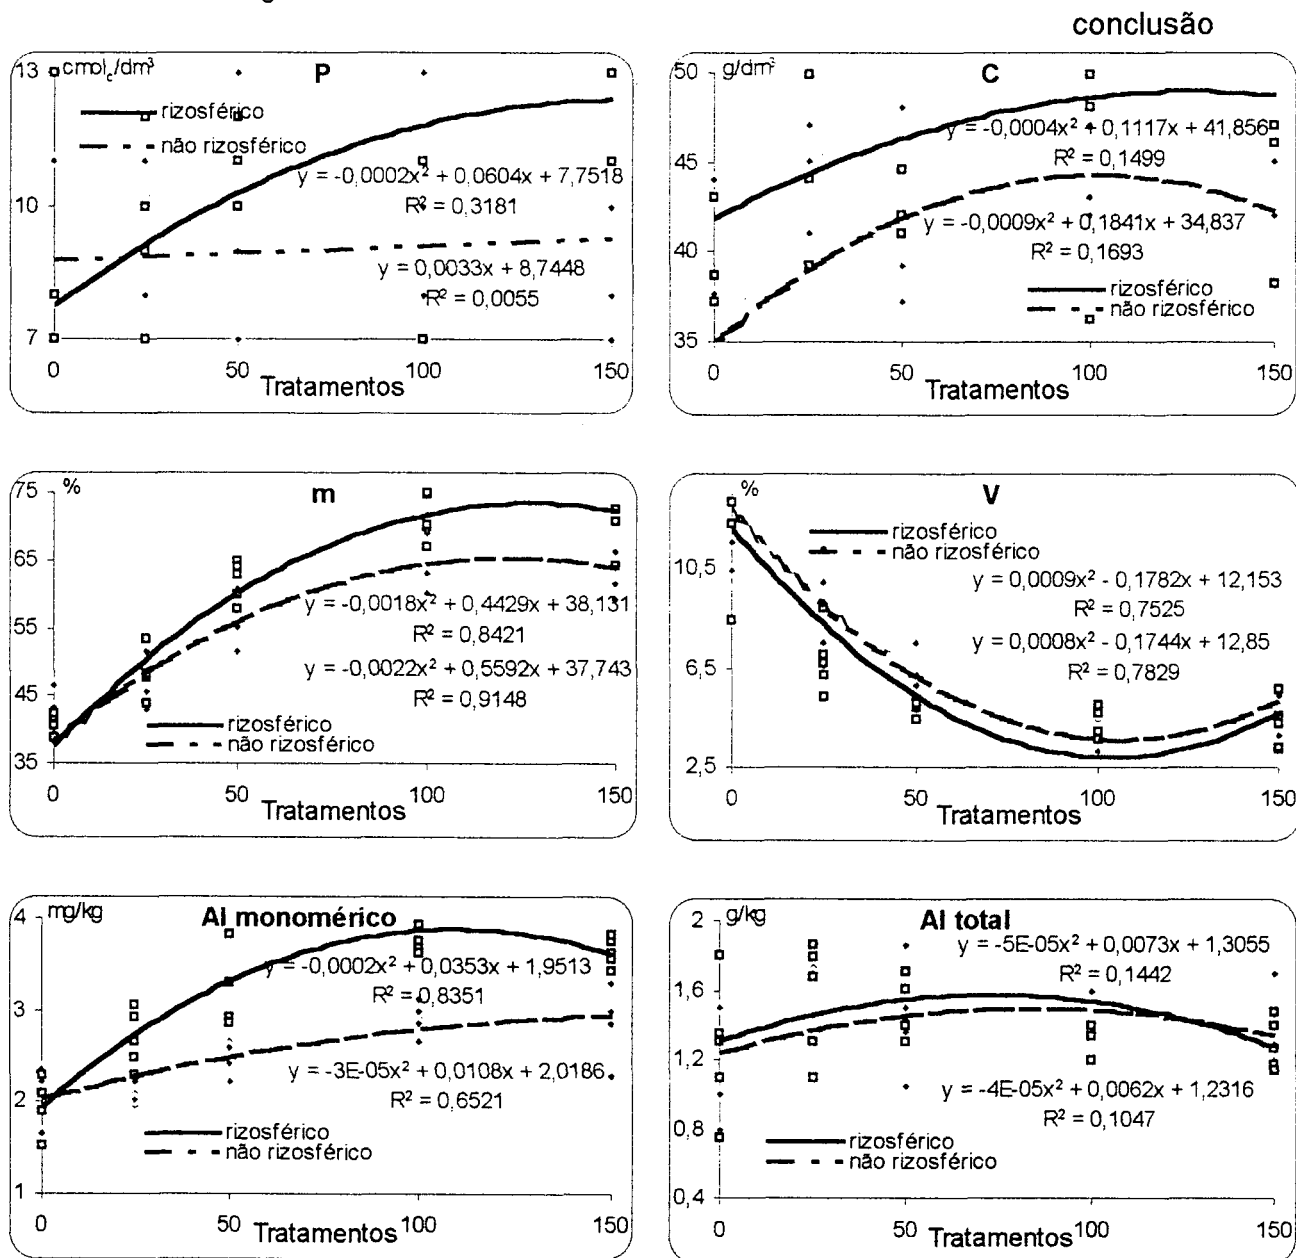 conclusão
13 cmolc/dm³ P
rizosférico
não rizosférico
y = -0,0002x² + 0,0604x + 7,7518
R² = 0,3181
10
y = 0,0033x + 8,7448
R² = 0,0055
7
0 50 100 150
Tratamentos
50 g/dm³ C
y = -0,0004x² + 0,1117x + 41,856
R² = 0,1499
45
y = -0,0009x² + 0,1841x + 34,837
R² = 0,1693
40
rizosférico
não rizosférico
35
0 50 100 150
Tratamentos
75 % m
65
y = -0,0018x² + 0,4429x + 38,131
R² = 0,8421
55
y = -0,0022x² + 0,5592x + 37,743
R² = 0,9148
45
rizosférico
não rizosférico
35
0 50 100 150
Tratamentos
% V
rizosférico
não rizosférico
10,5
y = 0,0009x² - 0,1782x + 12,153
R² = 0,7525
y = 0,0008x² - 0,1744x + 12,85
6,5
R² = 0,7829
2,5
0 50 100 150
Tratamentos
4 mg/kg Al monomérico
y = -0,0002x² + 0,0353x + 1,9513
R² = 0,8351
3
y = -3E-05x² + 0,0108x + 2,0186
2
R² = 0,6521
rizosférico
não rizosférico
1
0 50 100 150
Tratamentos
2 g/kg Al total
y = -5E-05x² + 0,0073x + 1,3055
R² = 0,1442
1,6
1,2
y = -4E-05x² + 0,0062x + 1,2316
R² = 0,1047
0,8
rizosférico
não rizosférico
0,4
0 50 100 150
Tratamentos